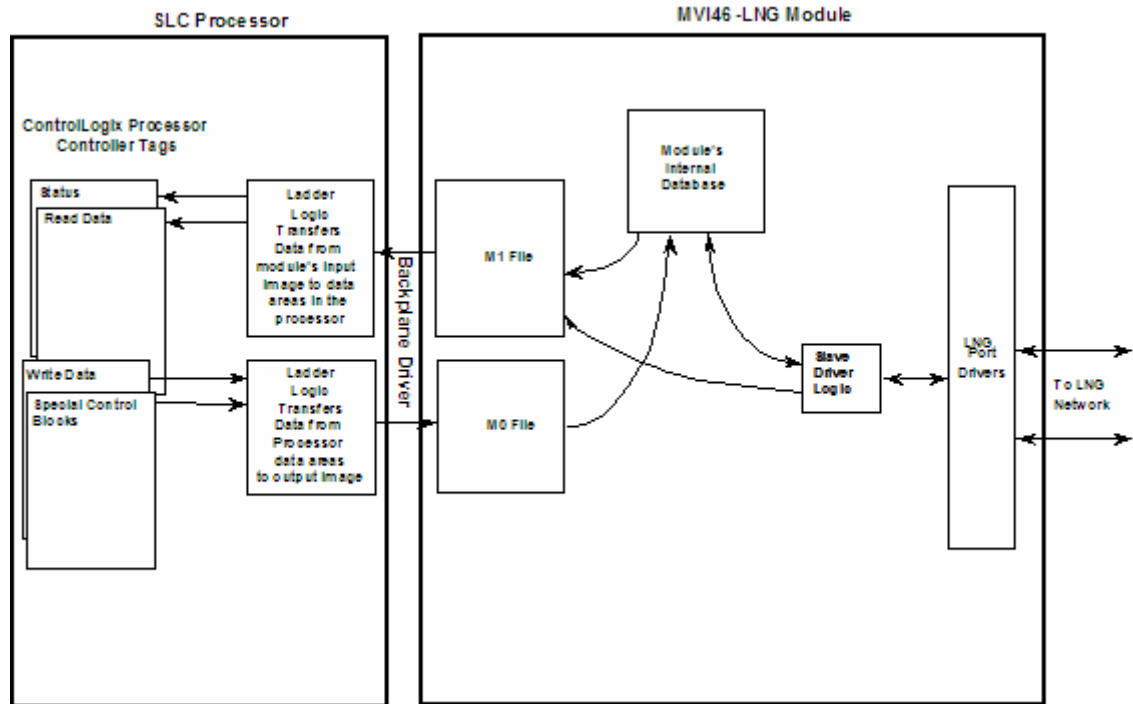 SLC Processor
MVI46-LNG Module
ControlLogix Processor
Controller Tags
Status
Read Data
Write Data
Special Control
Blocks
Ladder
Logic
Transfers
Data from
module's input
image to data
areas in the
processor
Ladder
Logic
Transfers
Data from
Processor
data areas
to output image
Backplane Driver
M1 File
M0 File
Module's
Internal
Database
Slave
Driver
Logic
LNG
Port
Drivers
To LNG
Network